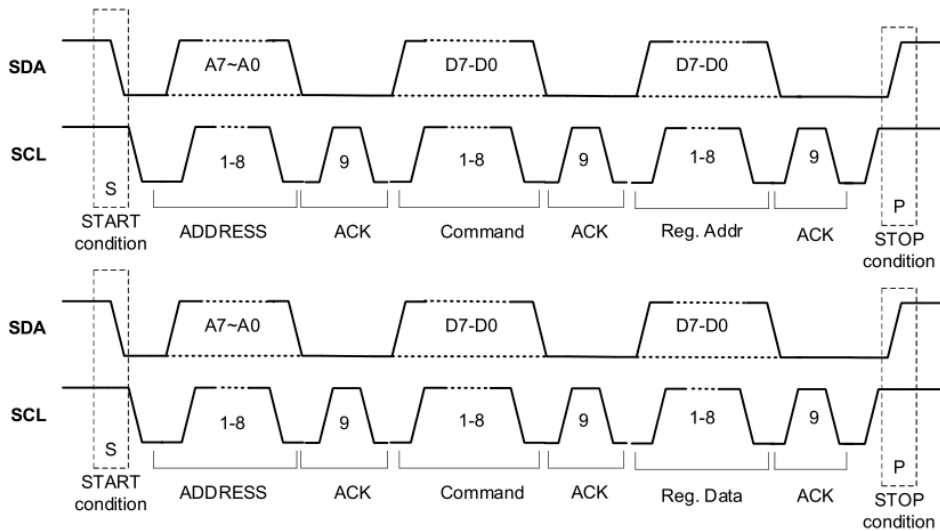 SDA A7~A0 D7-D0 D7-D0
SCL 1-8 9 1-8 9 1-8 9
S P
START condition ADDRESS ACK Command ACK Reg. Addr ACK STOP condition
SDA A7~A0 D7-D0 D7-D0
SCL 1-8 9 1-8 9 1-8 9
S P
START condition ADDRESS ACK Command ACK Reg. Data ACK STOP condition